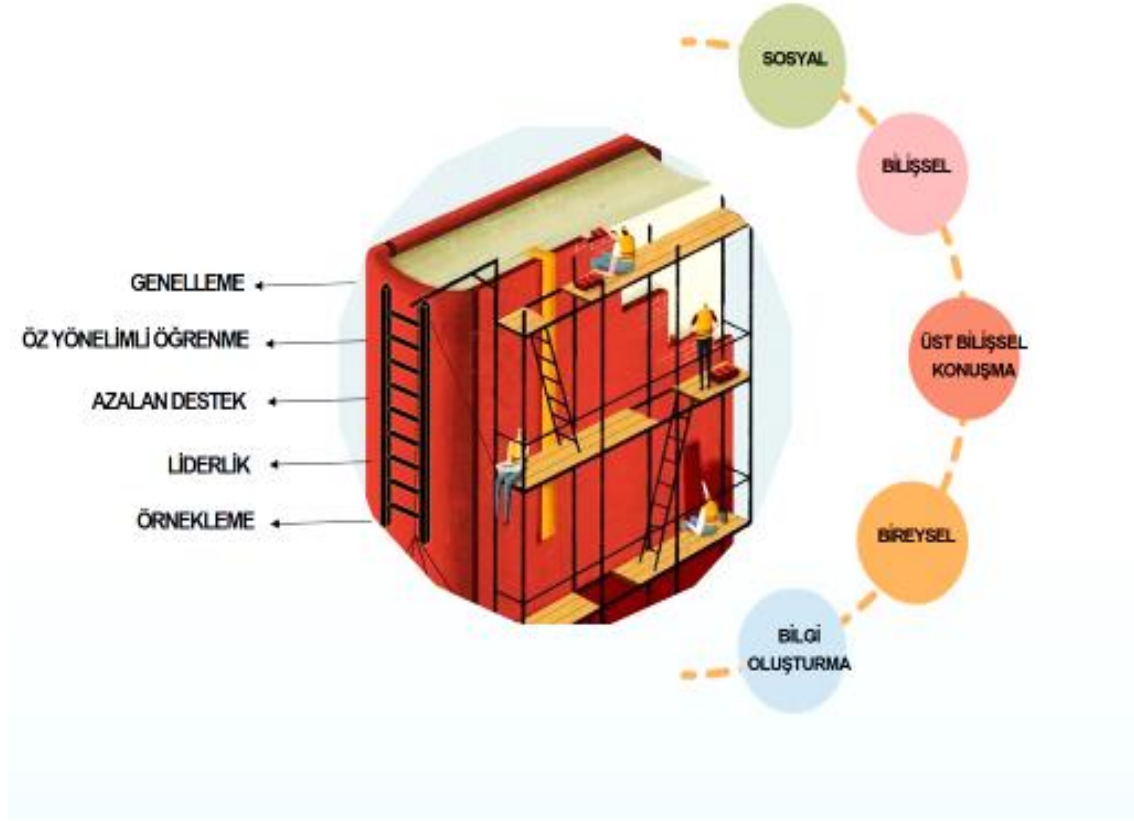 GENELLEME
ÖZ YÖNELİMLİ ÖĞRENME
AZALAN DESTEK
LİDERLİK
ÖRNEKLEME
SOSYAL
BİLİŞSEL
ÜST BİLİŞSEL
KONUŞMA
BİREYSEL
BİLGİ
OLUŞTURMA